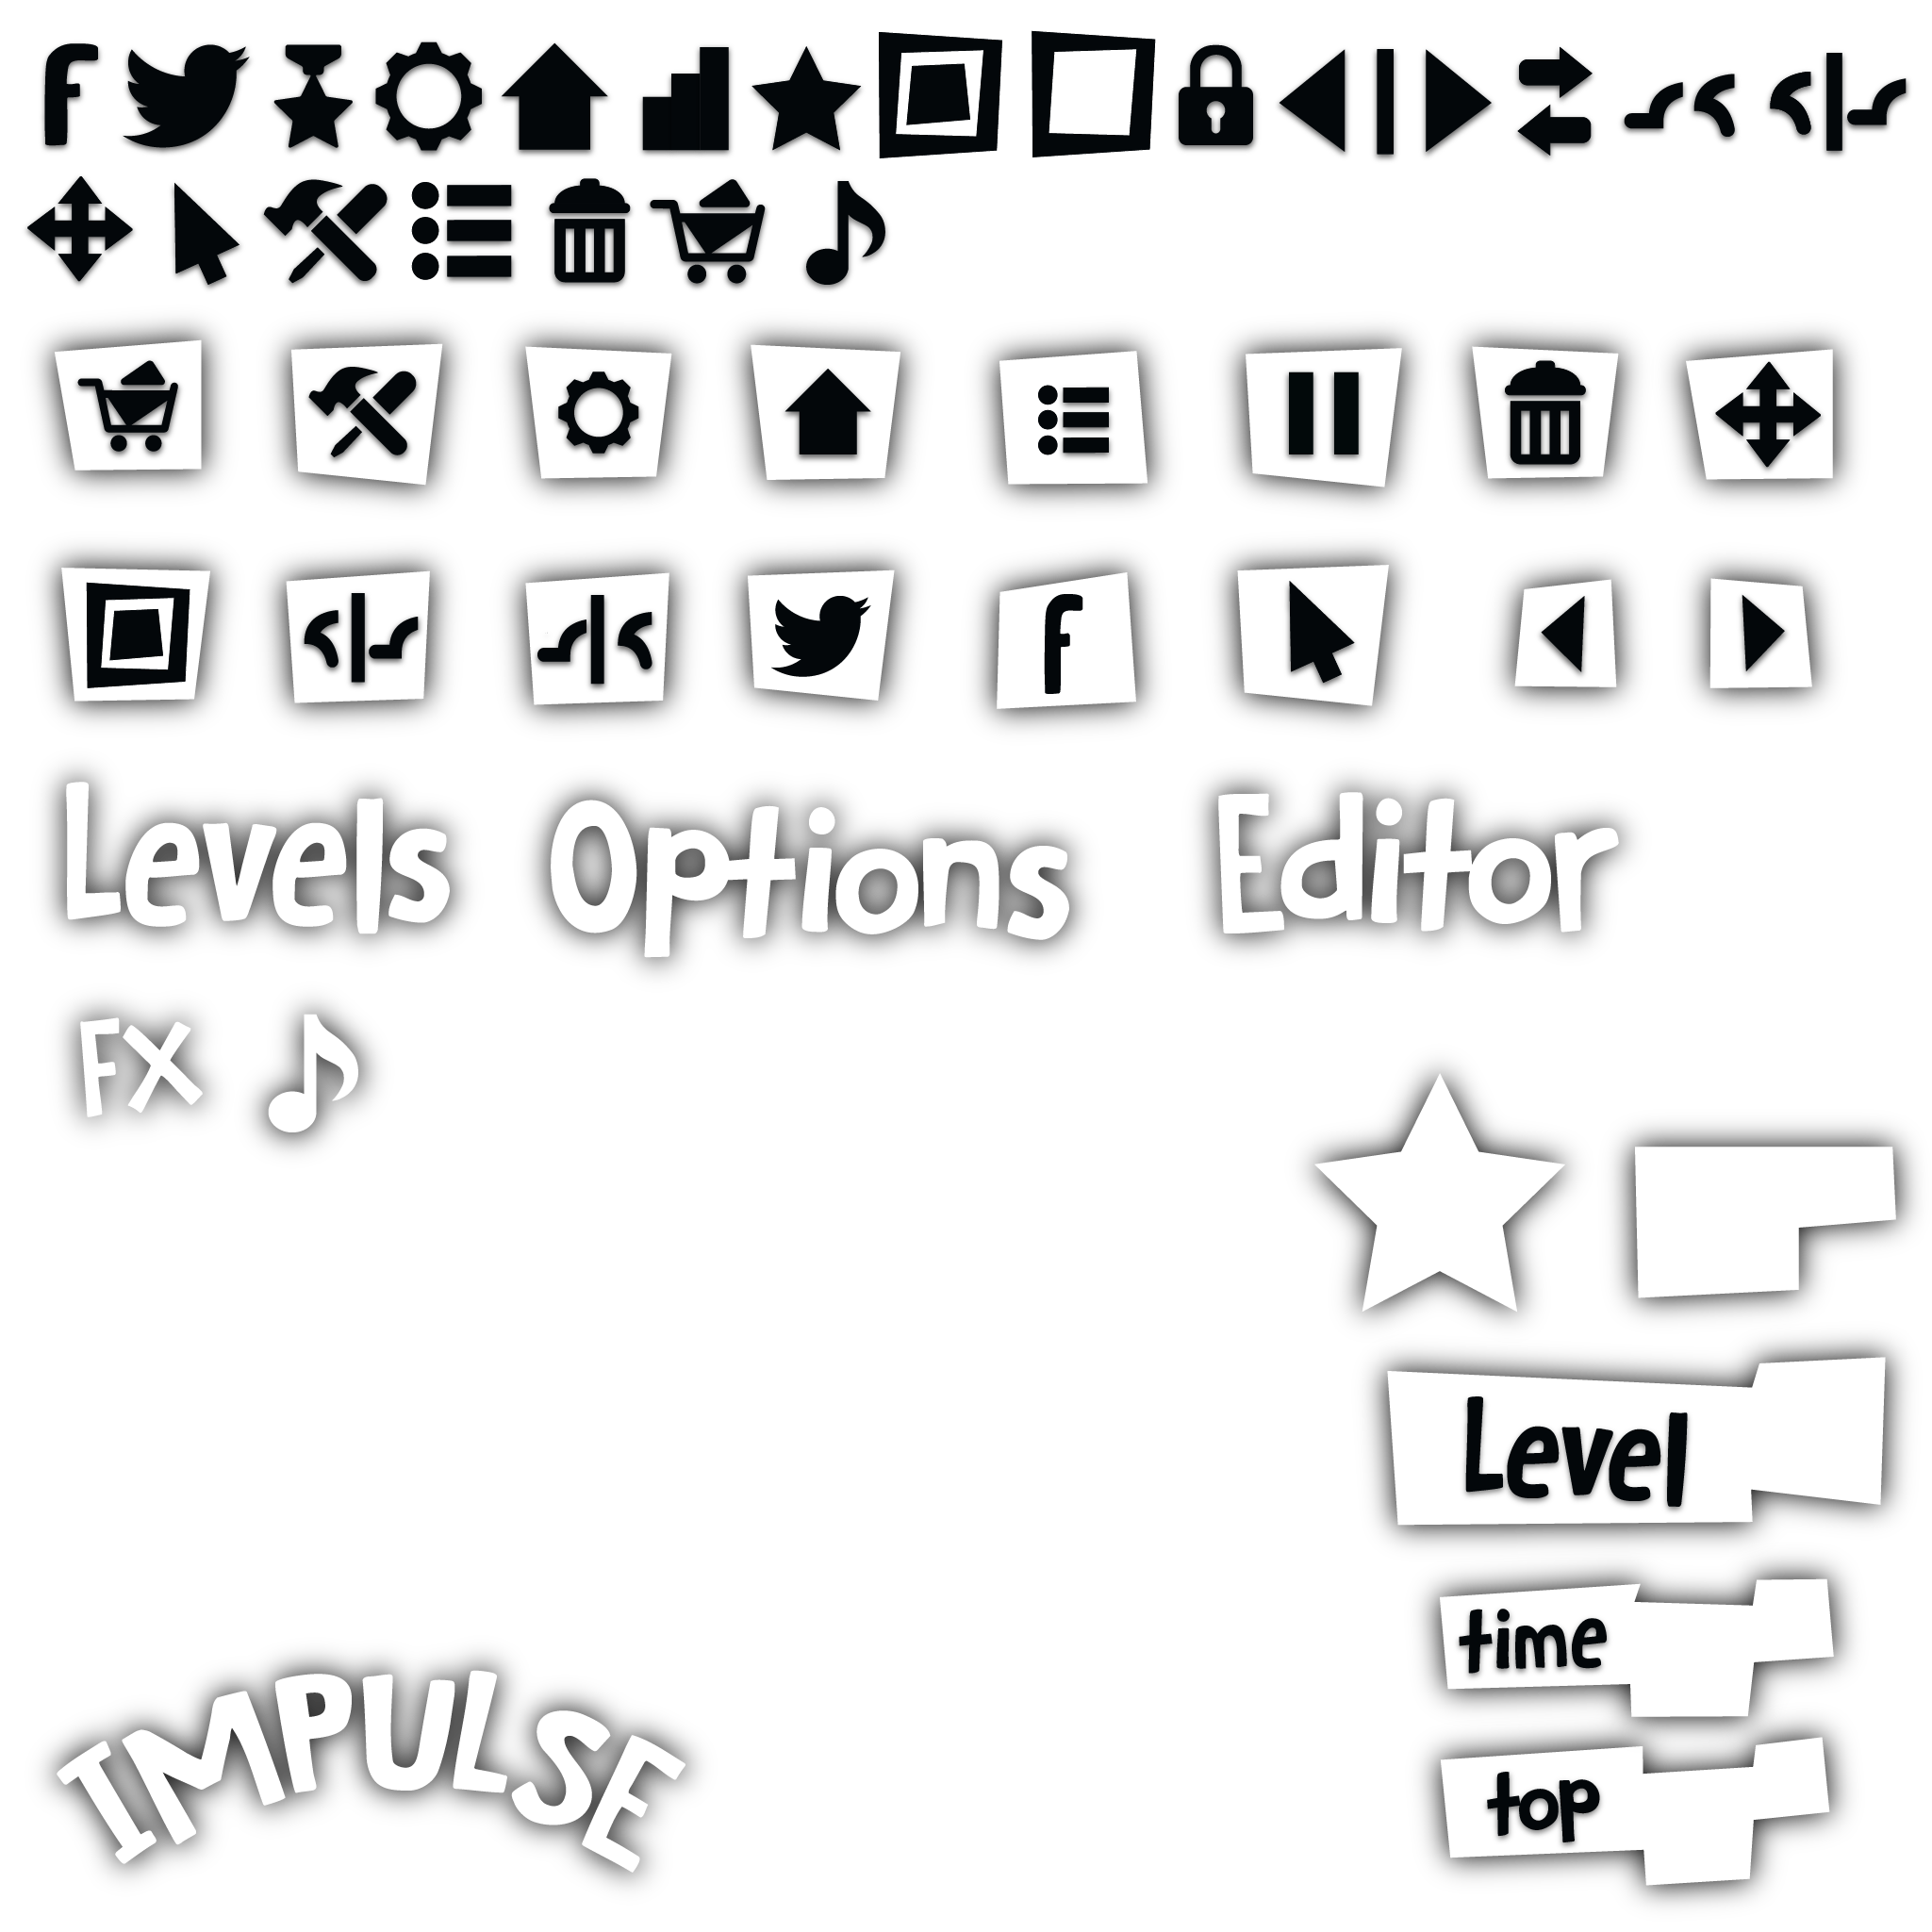 f
f
Levels Options Editor
FX
Level
time
top
IMPULSE